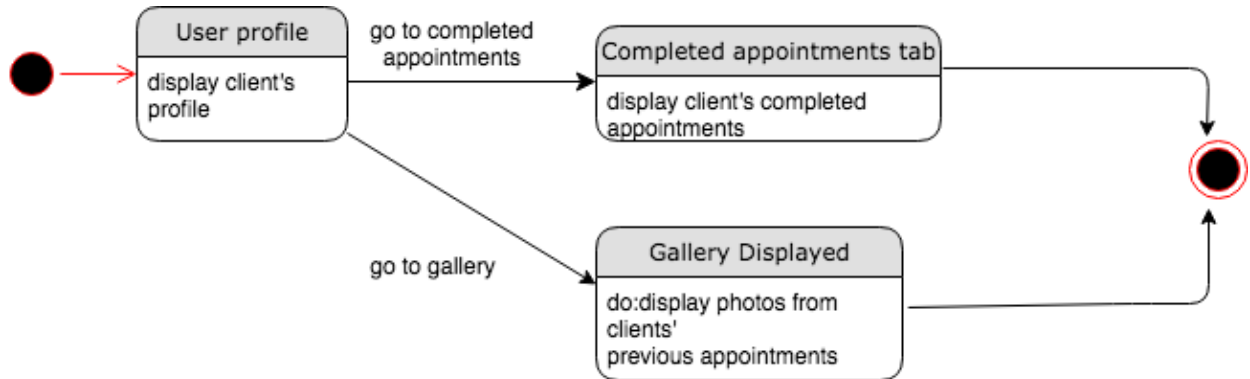 User profile
display client's
profile
go to completed
appointments
Completed appointments tab
display client's completed
appointments
go to gallery
Gallery Displayed
do:display photos from
clients'
previous appointments